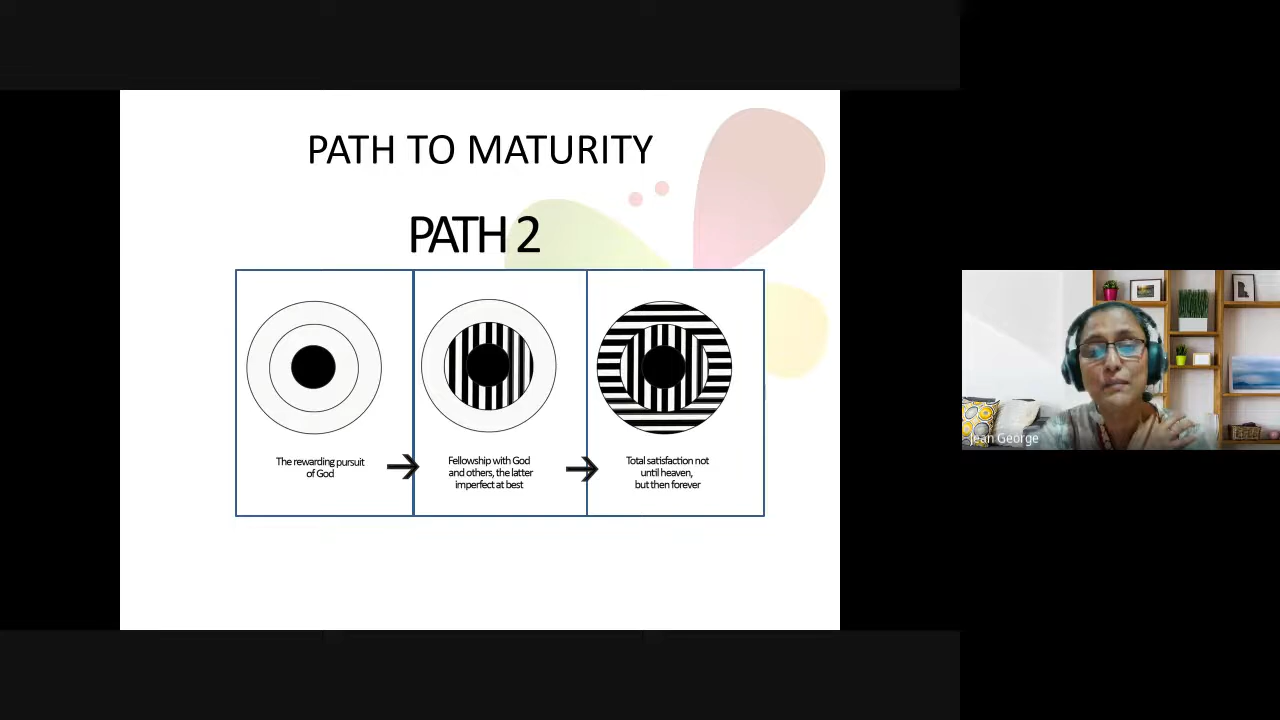 PATH TO MATURITY
PATH 2
The rewarding pursuit
of God
Fellowship with God
and others, the latter
imperfect at best
Total satisfaction not
until heaven,
but then forever
Jean George